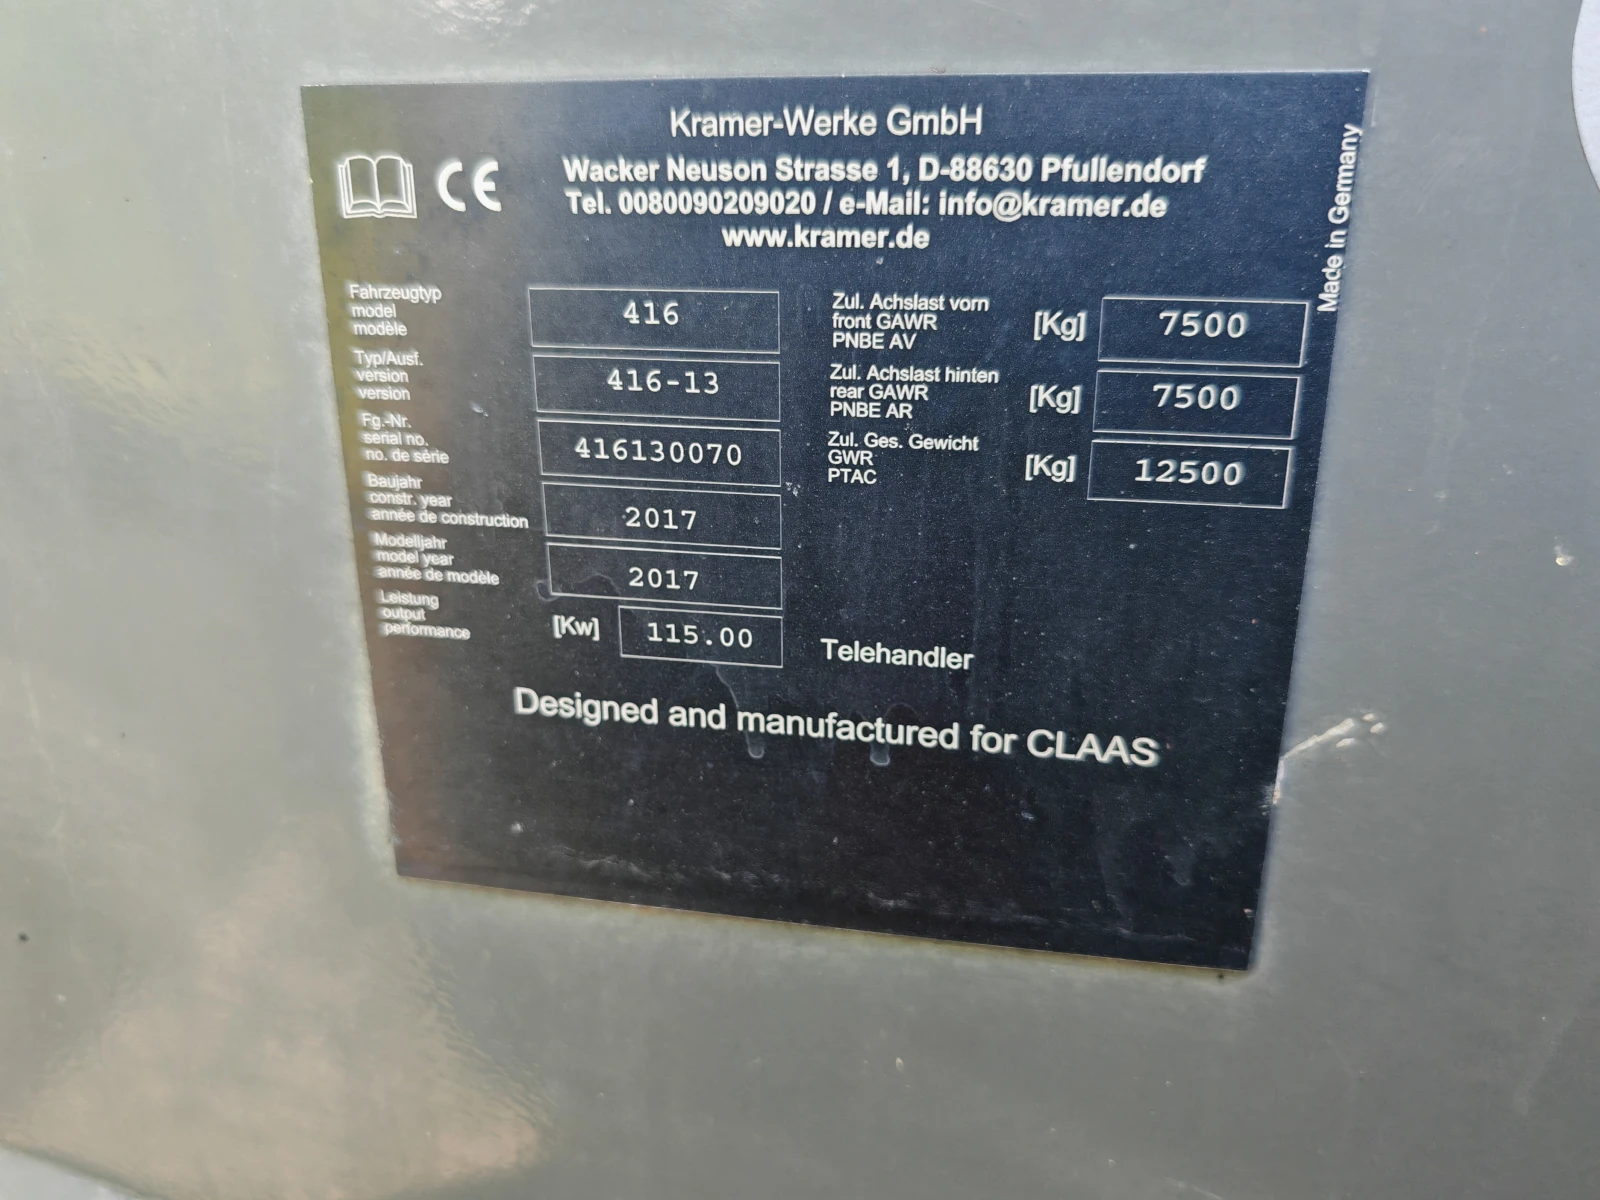 Kramer-Werke GmbH
CE
Wacker Neuson Strasse 1, D-88630 Pfullendorf
Tel. 0080090209020 / e-Mail: info@kramer.de
www.kramer.de
Made in Germany
Fahrzeugtyp
model
modèle
416
Typ/Ausf.
version
version
416-13
Fg.-Nr.
serial no.
no. de série
416130070
Baujahr
constr. year
année de construction
2017
Modelljahr
model year
année de modèle
2017
Leistung
output
performance
[Kw] 115.00
Zul. Achslast vorn
front GAWR
PNBE AV
[Kg] 7500
Zul. Achslast hinten
rear GAWR
PNBE AR
[Kg] 7500
Zul. Ges. Gewicht
GWR
PTAC
[Kg] 12500
Telehandler
Designed and manufactured for CLAAS